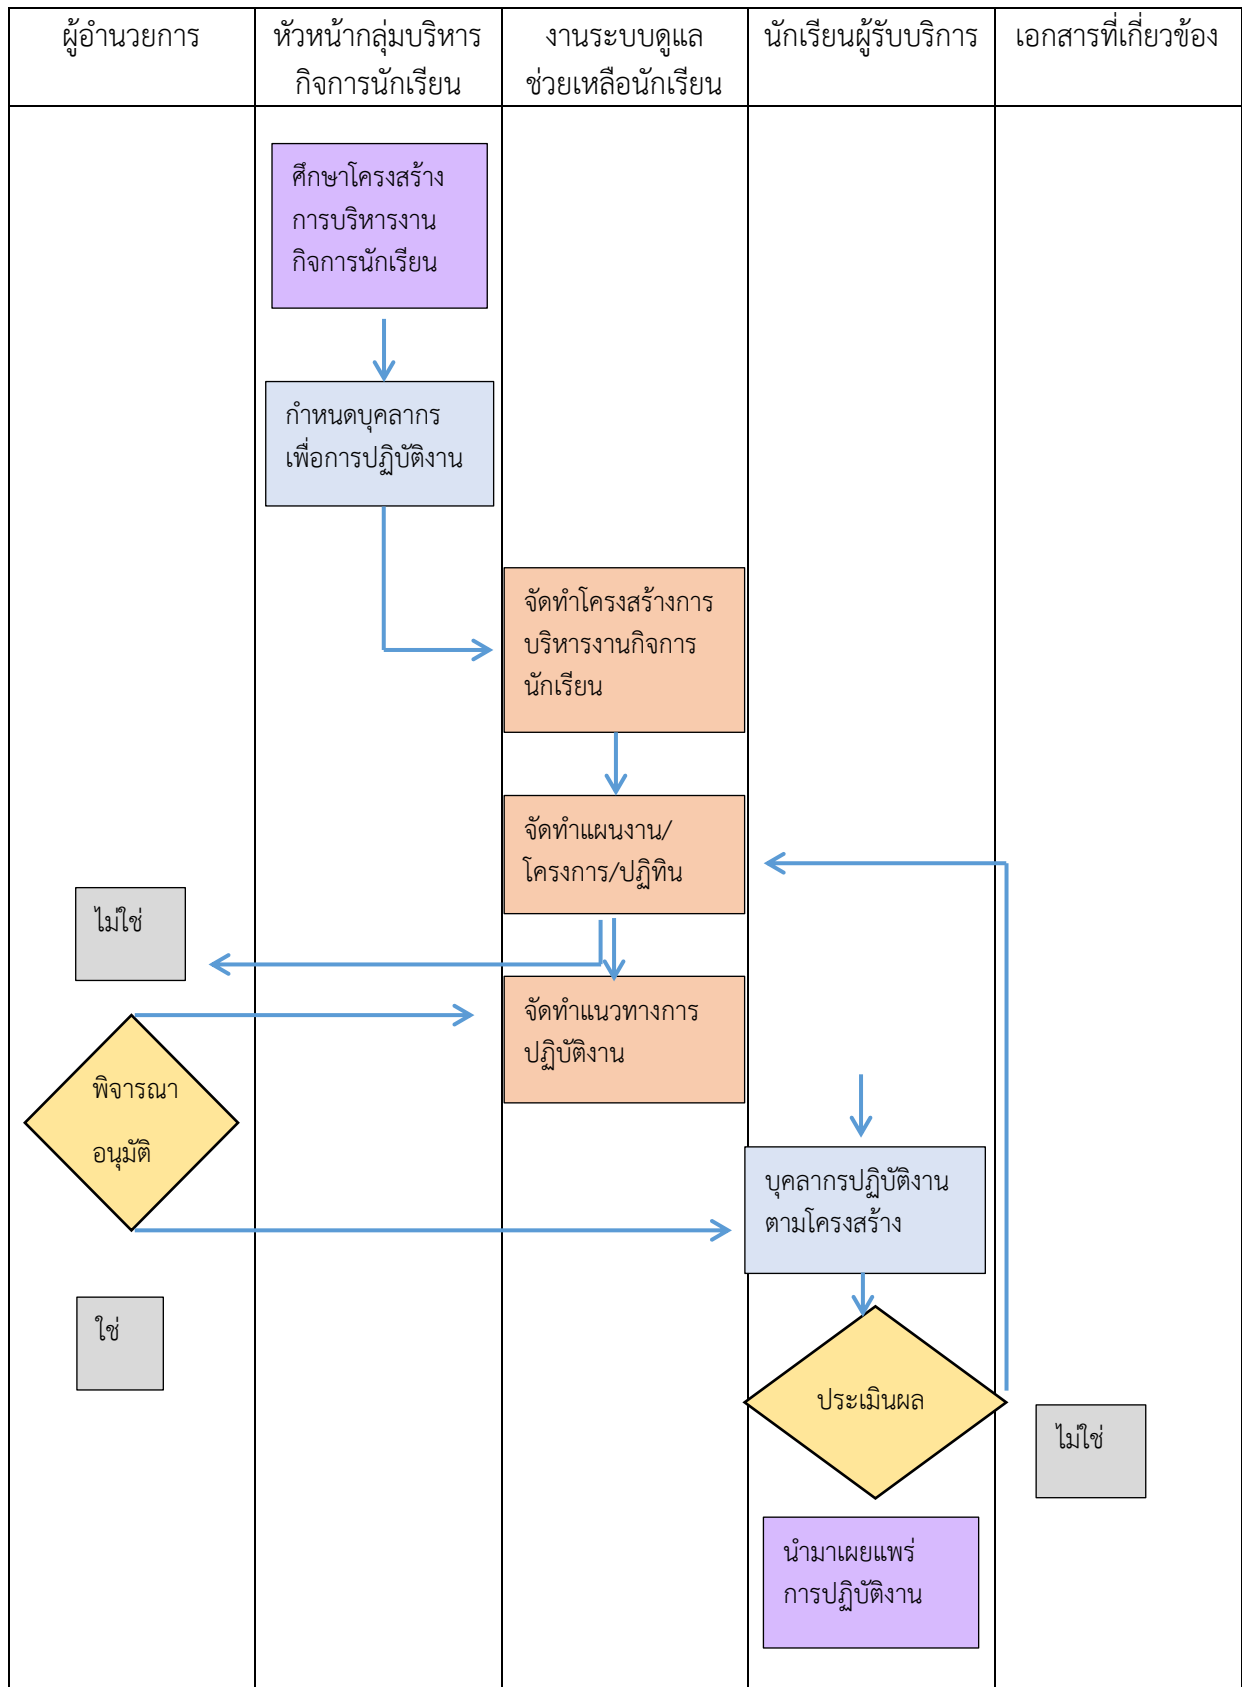 ผู้อำนวยการ
หัวหน้ากลุ่มบริหาร
กิจการนักเรียน
งานระบบดูแล
ช่วยเหลือนักเรียน
นักเรียนผู้รับบริการ
เอกสารที่เกี่ยวข้อง
ศึกษาโครงสร้าง
การบริหารงาน
กิจการนักเรียน
กำหนดบุคลากร
เพื่อการปฏิบัติงาน
จัดทำโครงสร้างการ
บริหารงานกิจการ
นักเรียน
จัดทำแผนงาน/
โครงการ/ปฏิทิน
ไม่ใช่
จัดทำแนวทางการ
ปฏิบัติงาน
พิจารณา
อนุมัติ
บุคลากรปฏิบัติงาน
ตามโครงสร้าง
ใช่
ประเมินผล
ไม่ใช่
นำมาเผยแพร่
การปฏิบัติงาน